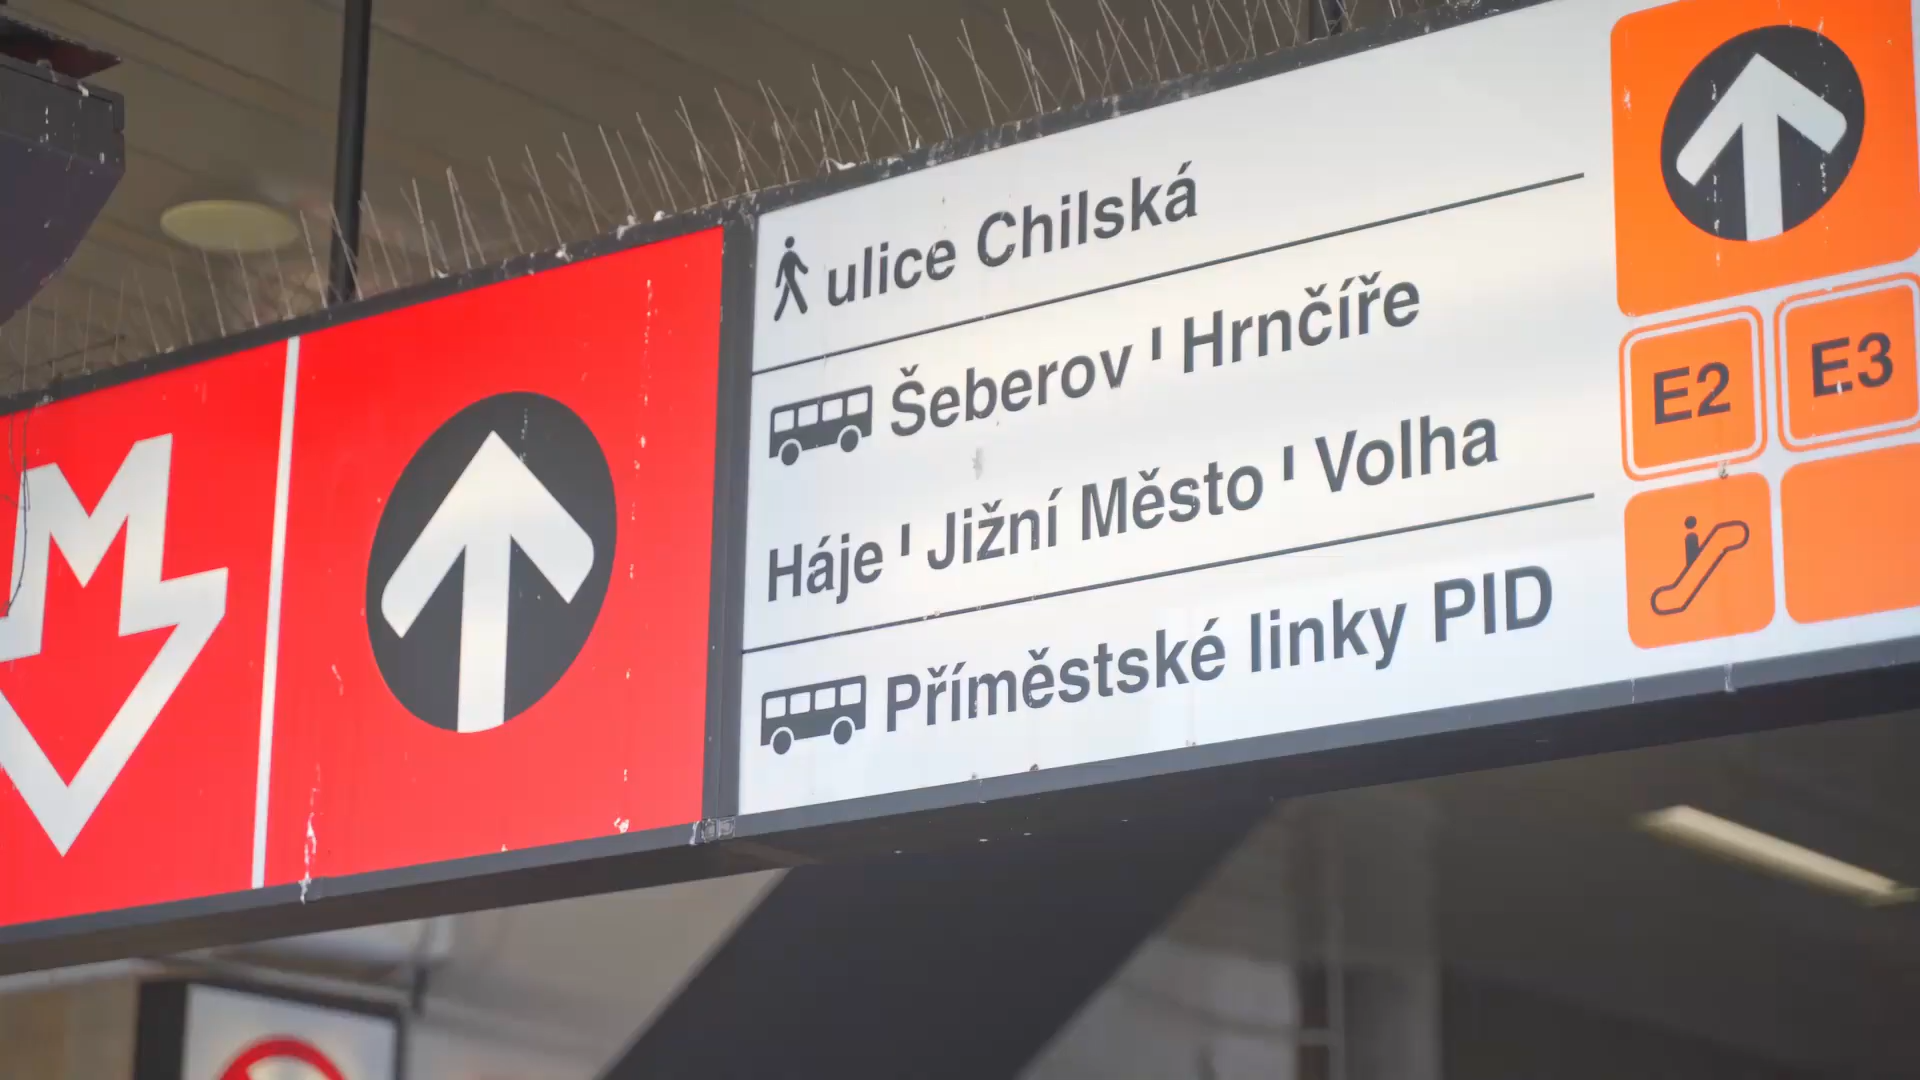 M
ulice Chilská
Šeberov ' Hrnčíře
Háje ' Jižní Město ' Volha
Příměstské linky PID
E2 E3